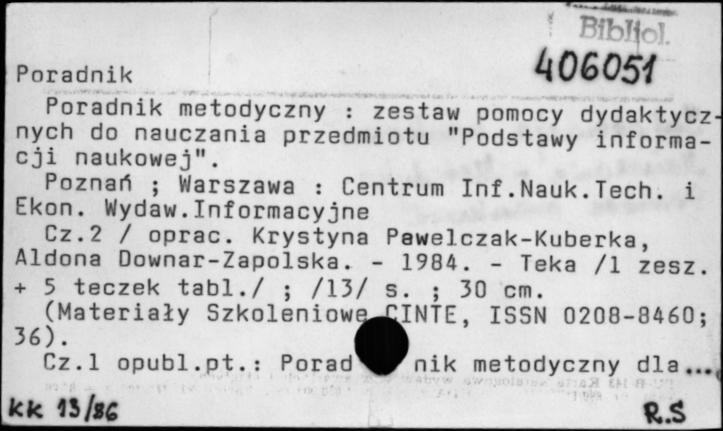 Bibliol.
406051
Poradnik
Poradnik metodyczny : zestaw pomocy dydaktycz-
nych do nauczania przedmiotu "Podstawy informa-
cji naukowej".
Poznań ; Warszawa : Centrum Inf.Nauk.Tech. i
Ekon. Wydaw.Informacyjne
Cz.2 / oprac. Krystyna Pawelczak-Kuberka,
Aldona Downar-Zapolska. - 1984. - Teka /1 zesz.
+ 5 teczek tabl./ ; /13/ s. ; 30 cm.
(Materiały Szkoleniowe CINTE, ISSN 0208-8460;
36).
Cz.1 opubl.pt.: Porad nik metodyczny dla...
kk 13/86 R.S